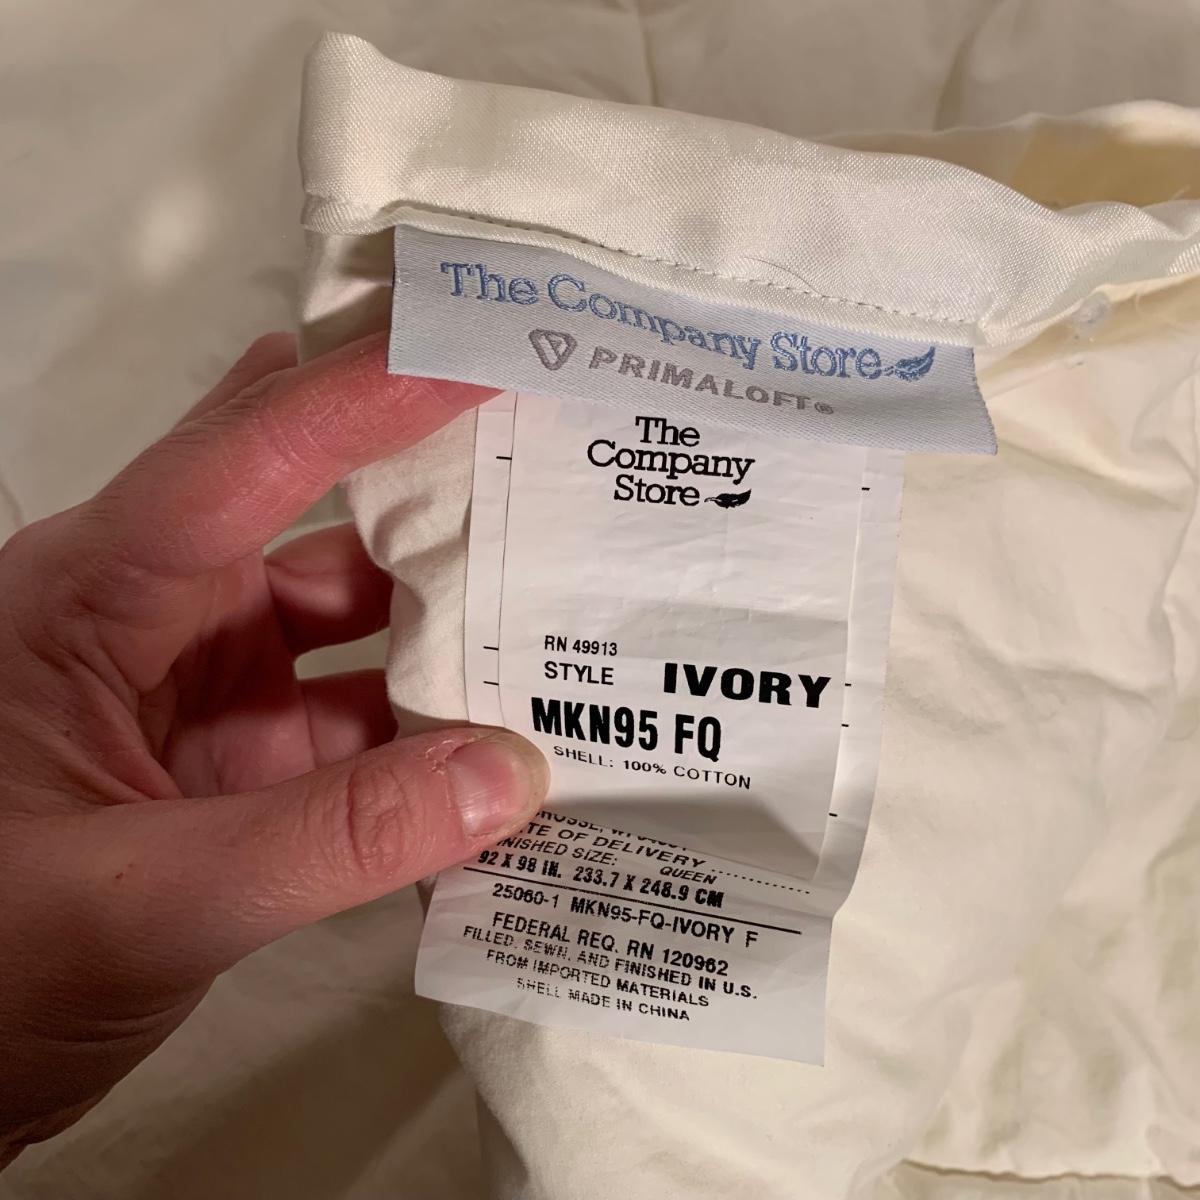 The Company Store
PRIMALOFT®
The
Company
Store
RN 49913
STYLE IVORY
MKN95 FQ
SHELL: 100% COTTON
OF DELIVERY
SIZE: QUEEN
92 X 98 IN. 233.7 X 248.9 CM
25060-1 MKN95-FQ-IVORY F
FEDERAL REQ. RN 120962
FILLED, SEWN, AND FINISHED IN U.S.
FROM IMPORTED MATERIALS
SHELL MADE IN CHINA